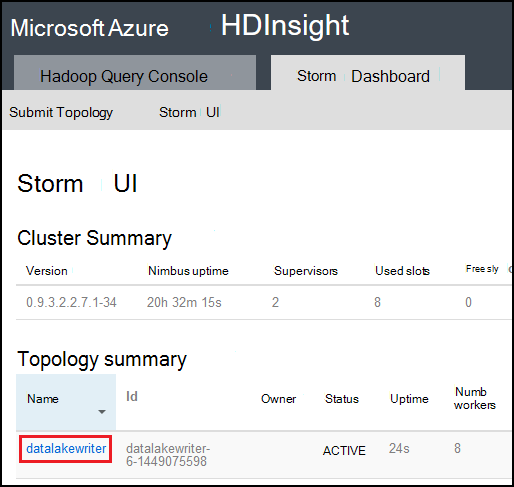 Microsoft Azure HDInsight
Hadoop Query Console Storm Dashboard
Submit Topology Storm UI
Storm UI
Cluster Summary
Version Nimbus uptime Supervisors Used slots Free sly
0.9.3.2.2.7.1-34 20h 32m 15s 2 8 0
Topology summary
Name Id Owner Status Uptime Numb
workers
datalakewriter datalakewriter- ACTIVE 24s 8
6-1449075598